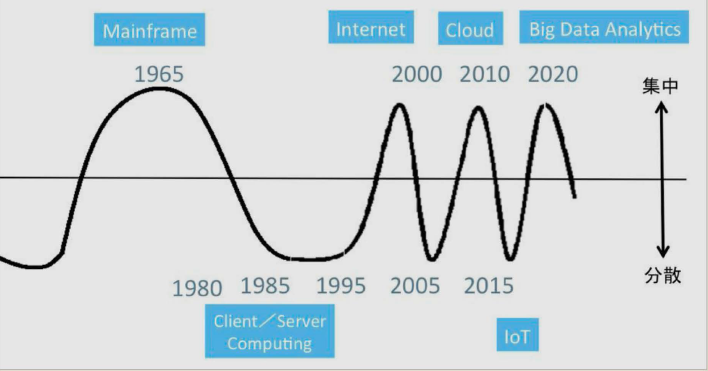 Mainframe
Internet
Cloud
Big Data Analytics
1965
2000
2010
2020
集中
分散
1980
1985
1995
2005
2015
Client／Server
Computing
IoT